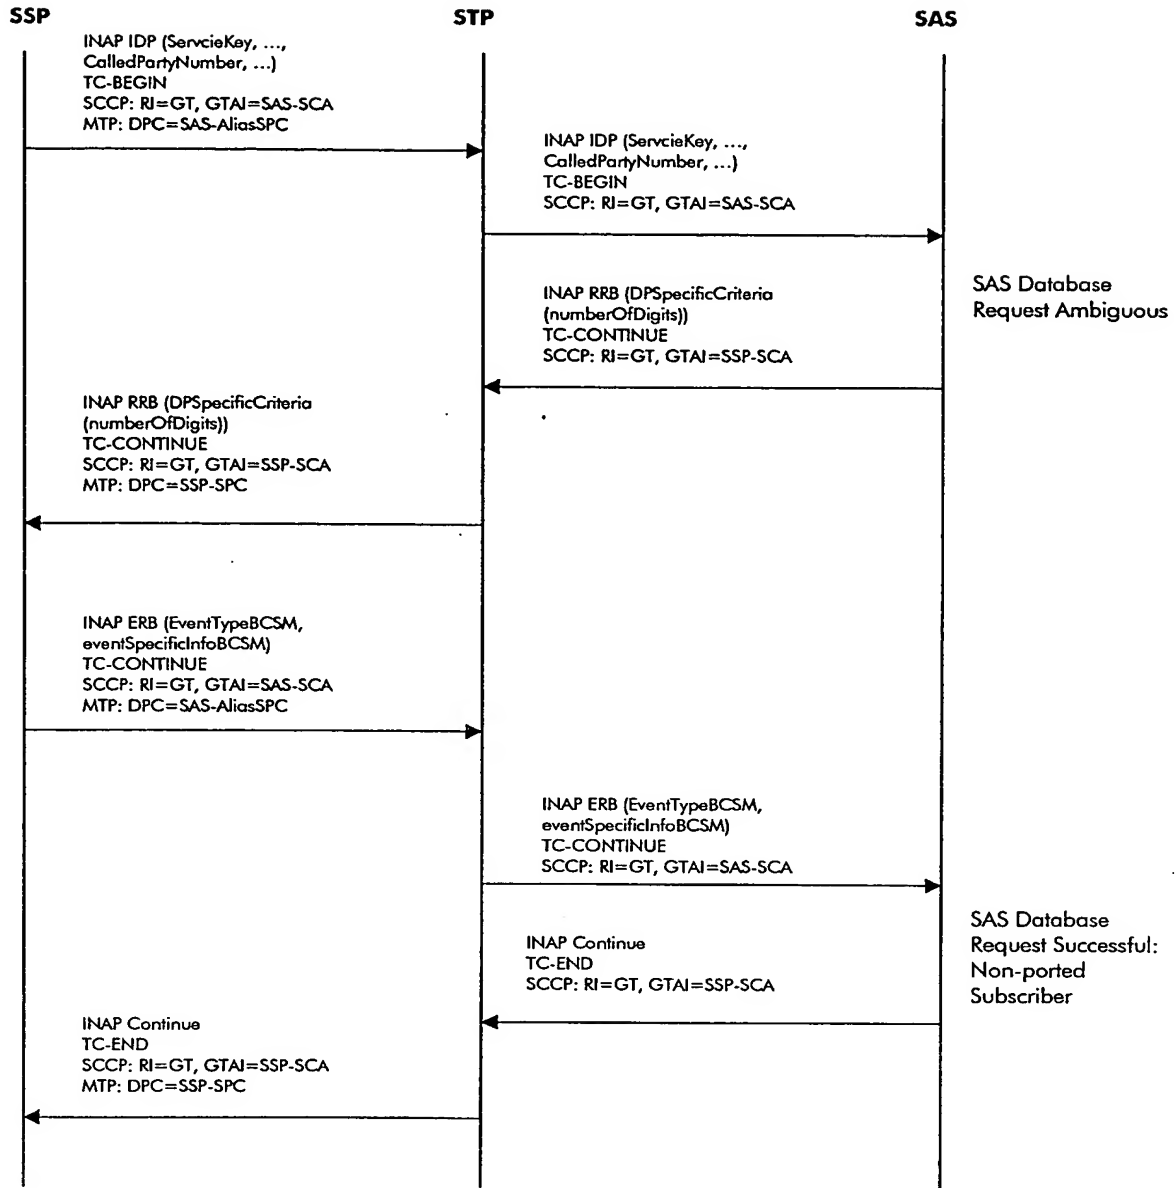 SSP
STP
SAS
INAP IDP (ServcieKey, ...,
CalledPartyNumber, ...)
TC-BEGIN
SCCP: RI=GT, GTAI=SAS-SCA
MTP: DPC=SAS-AliasSPC
INAP IDP (ServcieKey, ...,
CalledPartyNumber, ...)
TC-BEGIN
SCCP: RI=GT, GTAI=SAS-SCA
SAS Database
Request Ambiguous
INAP RRB (DPSpecificCriteria
(numberOfDigits))
TC-CONTINUE
SCCP: RI=GT, GTAI=SSP-SCA
INAP RRB (DPSpecificCriteria
(numberOfDigits))
TC-CONTINUE
SCCP: RI=GT, GTAI=SSP-SCA
MTP: DPC=SSP-SPC
INAP ERB (EventTypeBCSM,
eventSpecificInfoBCSM)
TC-CONTINUE
SCCP: RI=GT, GTAI=SAS-SCA
MTP: DPC=SAS-AliasSPC
INAP ERB (EventTypeBCSM,
eventSpecificInfoBCSM)
TC-CONTINUE
SCCP: RI=GT, GTAI=SAS-SCA
SAS Database
Request Successful:
Non-ported
Subscriber
INAP Continue
TC-END
SCCP: RI=GT, GTAI=SSP-SCA
INAP Continue
TC-END
SCCP: RI=GT, GTAI=SSP-SCA
MTP: DPC=SSP-SPC